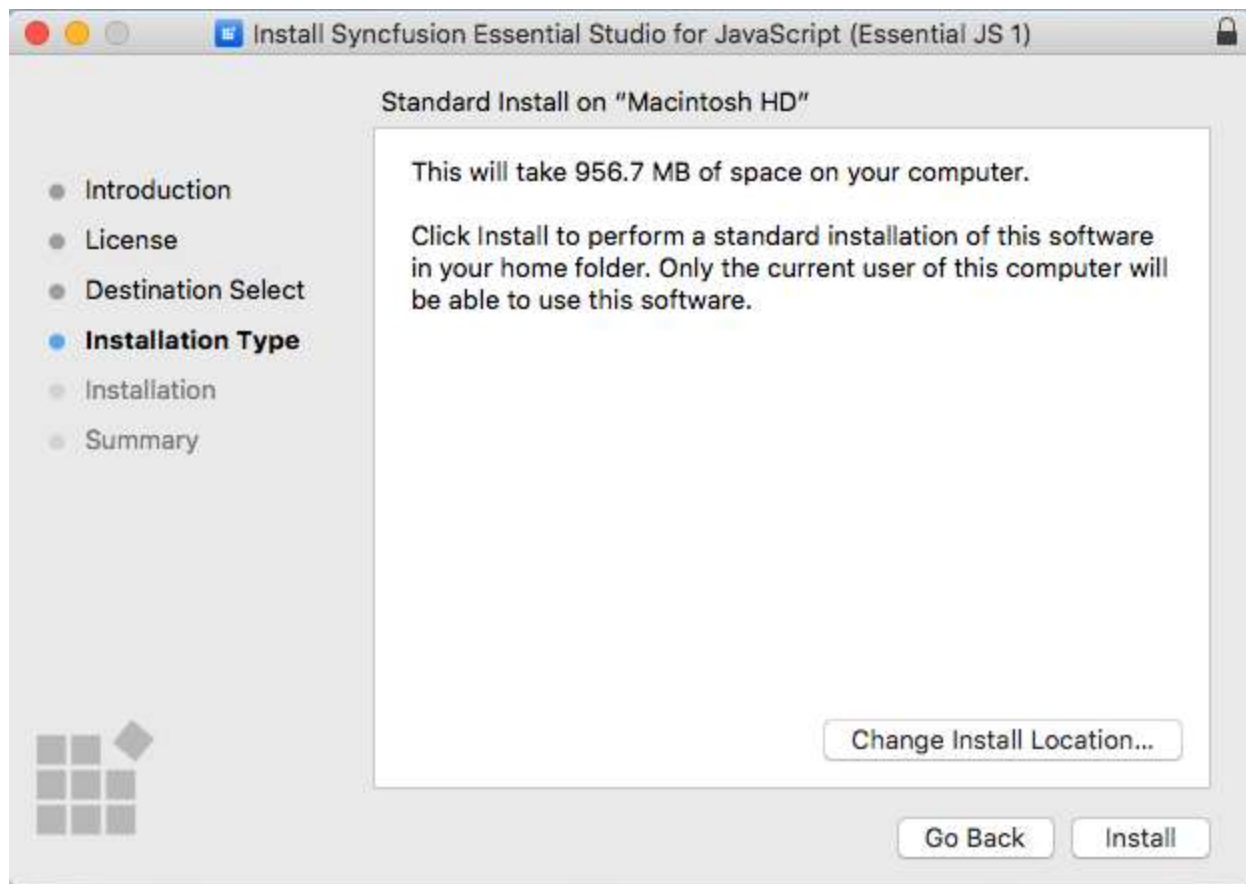 Install Syncfusion Essential Studio for JavaScript (Essential JS 1)
Standard Install on “Macintosh HD”
Introduction
License
Destination Select
Installation Type
Installation
Summary
This will take 956.7 MB of space on your computer.
Click Install to perform a standard installation of this software
in your home folder. Only the current user of this computer will
be able to use this software.
Change Install Location...
Go Back
Install